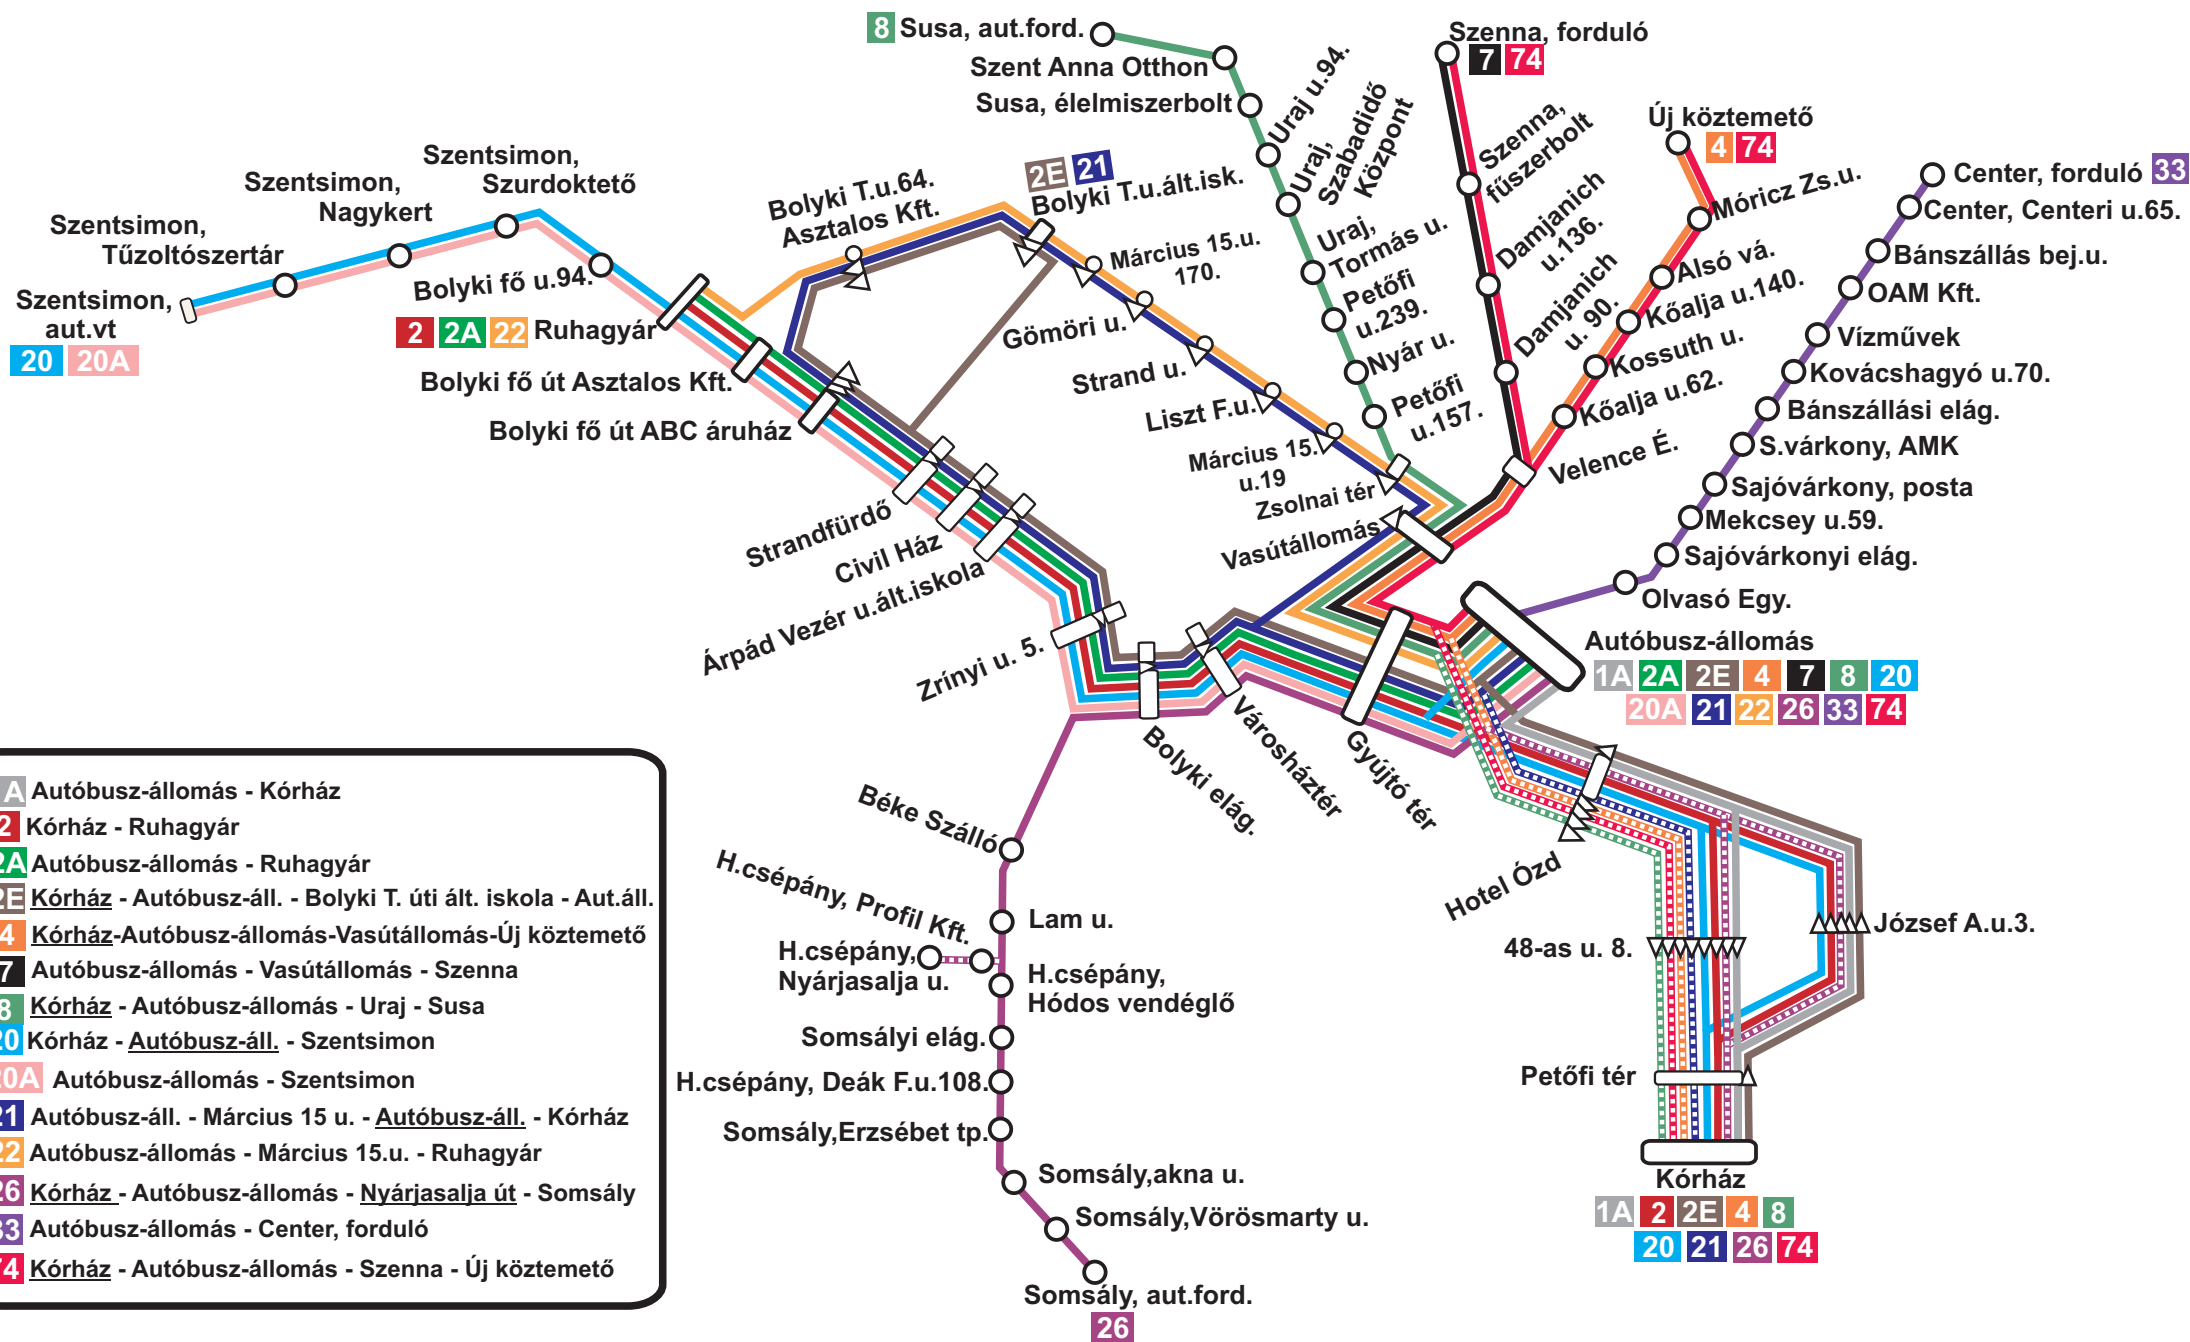 8 Susa, aut.ford.
Szent Anna Otthon
Susa, élelmiszerbolt
Uraj u.94.
Uraj,
Szabadidő
Központ
Uraj,
Tormás u.
Petőfi
u.239.
Nyár u.
Petőfi
u.157.
Szenna, forduló
7 74
Szenna,
fűszerbolt
Damjanich
u.136.
Damjanich
u. 90.
Új köztemető
4 74
Móricz Zs.u.
Alsó vá.
Kőalja u.140.
Kossuth u.
Kőalja u.62.
Velence É.
Center, forduló 33
Center, Centeri u.65.
Bánszállás bej.u.
OAM Kft.
Vízművek
Kovácshagyó u.70.
Bánszállási elág.
S.várkony, AMK
Sajóvárkony, posta
Mekcsey u.59.
Sajóvárkonyi elág.
Olvasó Egy.
Autóbusz-állomás
1A 2A 2E 4 7 8 20
20A 21 22 26 33 74
Szentsimon,
Szurdoktető
Szentsimon,
Nagykert
Szentsimon,
Tűzoltószertár
Szentsimon,
aut.vt
20 20A
Bolyki fő u.94.
2 2A 22 Ruhagyár
Bolyki fő út Asztalos Kft.
Bolyki fő út ABC áruház
Bolyki T.u.64.
Asztalos Kft.
2E 21
Bolyki T.u.ált.isk.
Március 15.u.
170.
Gömöri u.
Strand u.
Liszt F.u.
Március 15.
u.19
Zsolnai tér
Vasútállomás
Strandfürdő
Civil Ház
Árpád Vezér u.ált.iskola
Zrínyi u. 5.
Bolyki elág.
Városháztér
Gyújtó tér
Hotel Ózd
48-as u. 8.
József A.u.3.
Petőfi tér
Kórház
1A 2 2E 4 8
20 21 26 74
Béke Szálló
H.csépány, Profil Kft.
Lam u.
H.csépány,
Nyárjasalja u.
H.csépány,
Hódos vendéglő
Somsályi elág.
H.csépány, Deák F.u.108.
Somsály,Erzsébet tp.
Somsály,akna u.
Somsály,Vörösmarty u.
Somsály, aut.ford.
26
A Autóbusz-állomás - Kórház
2 Kórház - Ruhagyár
2A Autóbusz-állomás - Ruhagyár
2E Kórház - Autóbusz-áll. - Bolyki T. úti ált. iskola - Aut.áll.
4 Kórház-Autóbusz-állomás-Vasútállomás-Új köztemető
7 Autóbusz-állomás - Vasútállomás - Szenna
8 Kórház - Autóbusz-állomás - Uraj - Susa
20 Kórház - Autóbusz-áll. - Szentsimon
20A Autóbusz-állomás - Szentsimon
21 Autóbusz-áll. - Március 15 u. - Autóbusz-áll. - Kórház
22 Autóbusz-állomás - Március 15.u. - Ruhagyár
26 Kórház - Autóbusz-állomás - Nyárjasalja út - Somsály
33 Autóbusz-állomás - Center, forduló
74 Kórház - Autóbusz-állomás - Szenna - Új köztemető